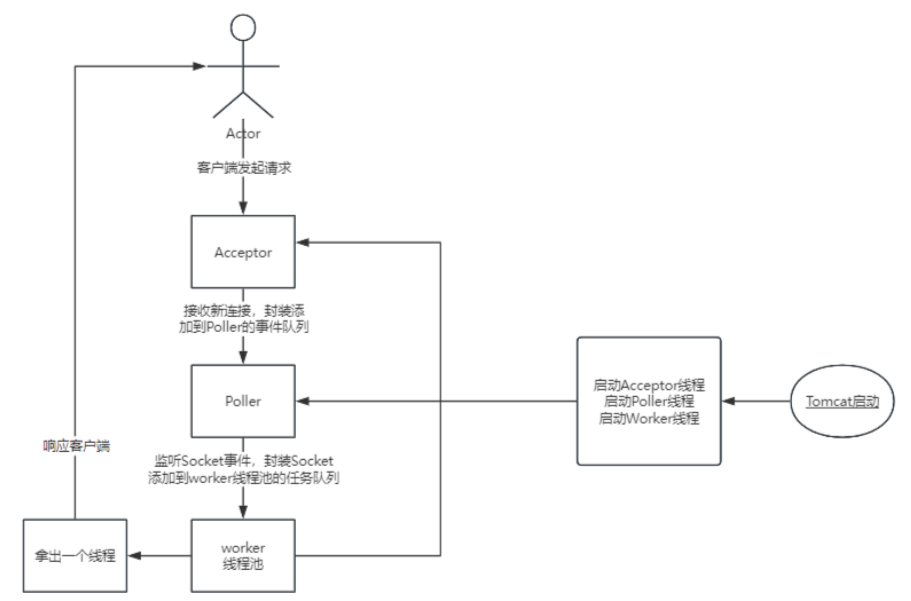 Actor
客户端发起请求
Acceptor
接收新连接，封装添
加到Poller的事件队列
Poller
启动Acceptor线程
启动Poller线程
启动Worker线程
Tomcat启动
响应客户端
监听Socket事件，封装Socket
添加到worker线程池的任务队列
拿出一个线程
worker
线程池